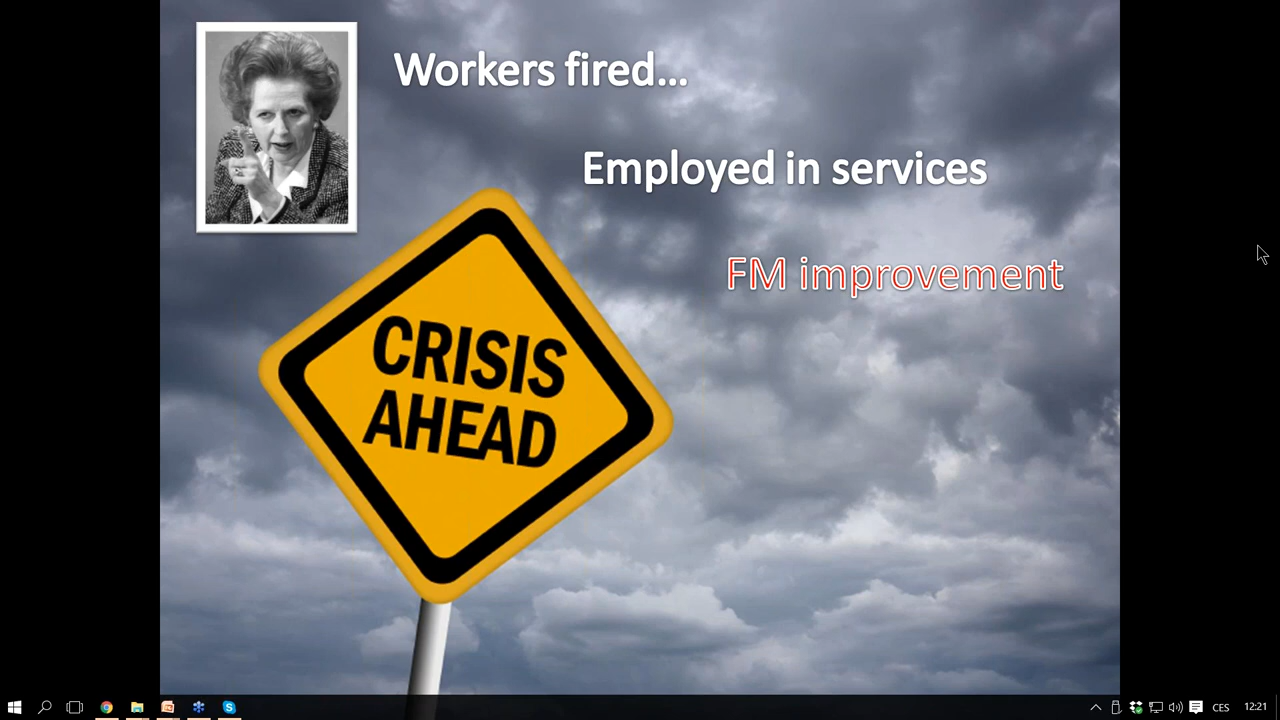 Workers fired...
Employed in services
FM improvement
CRISIS
AHEAD
CES
12:21